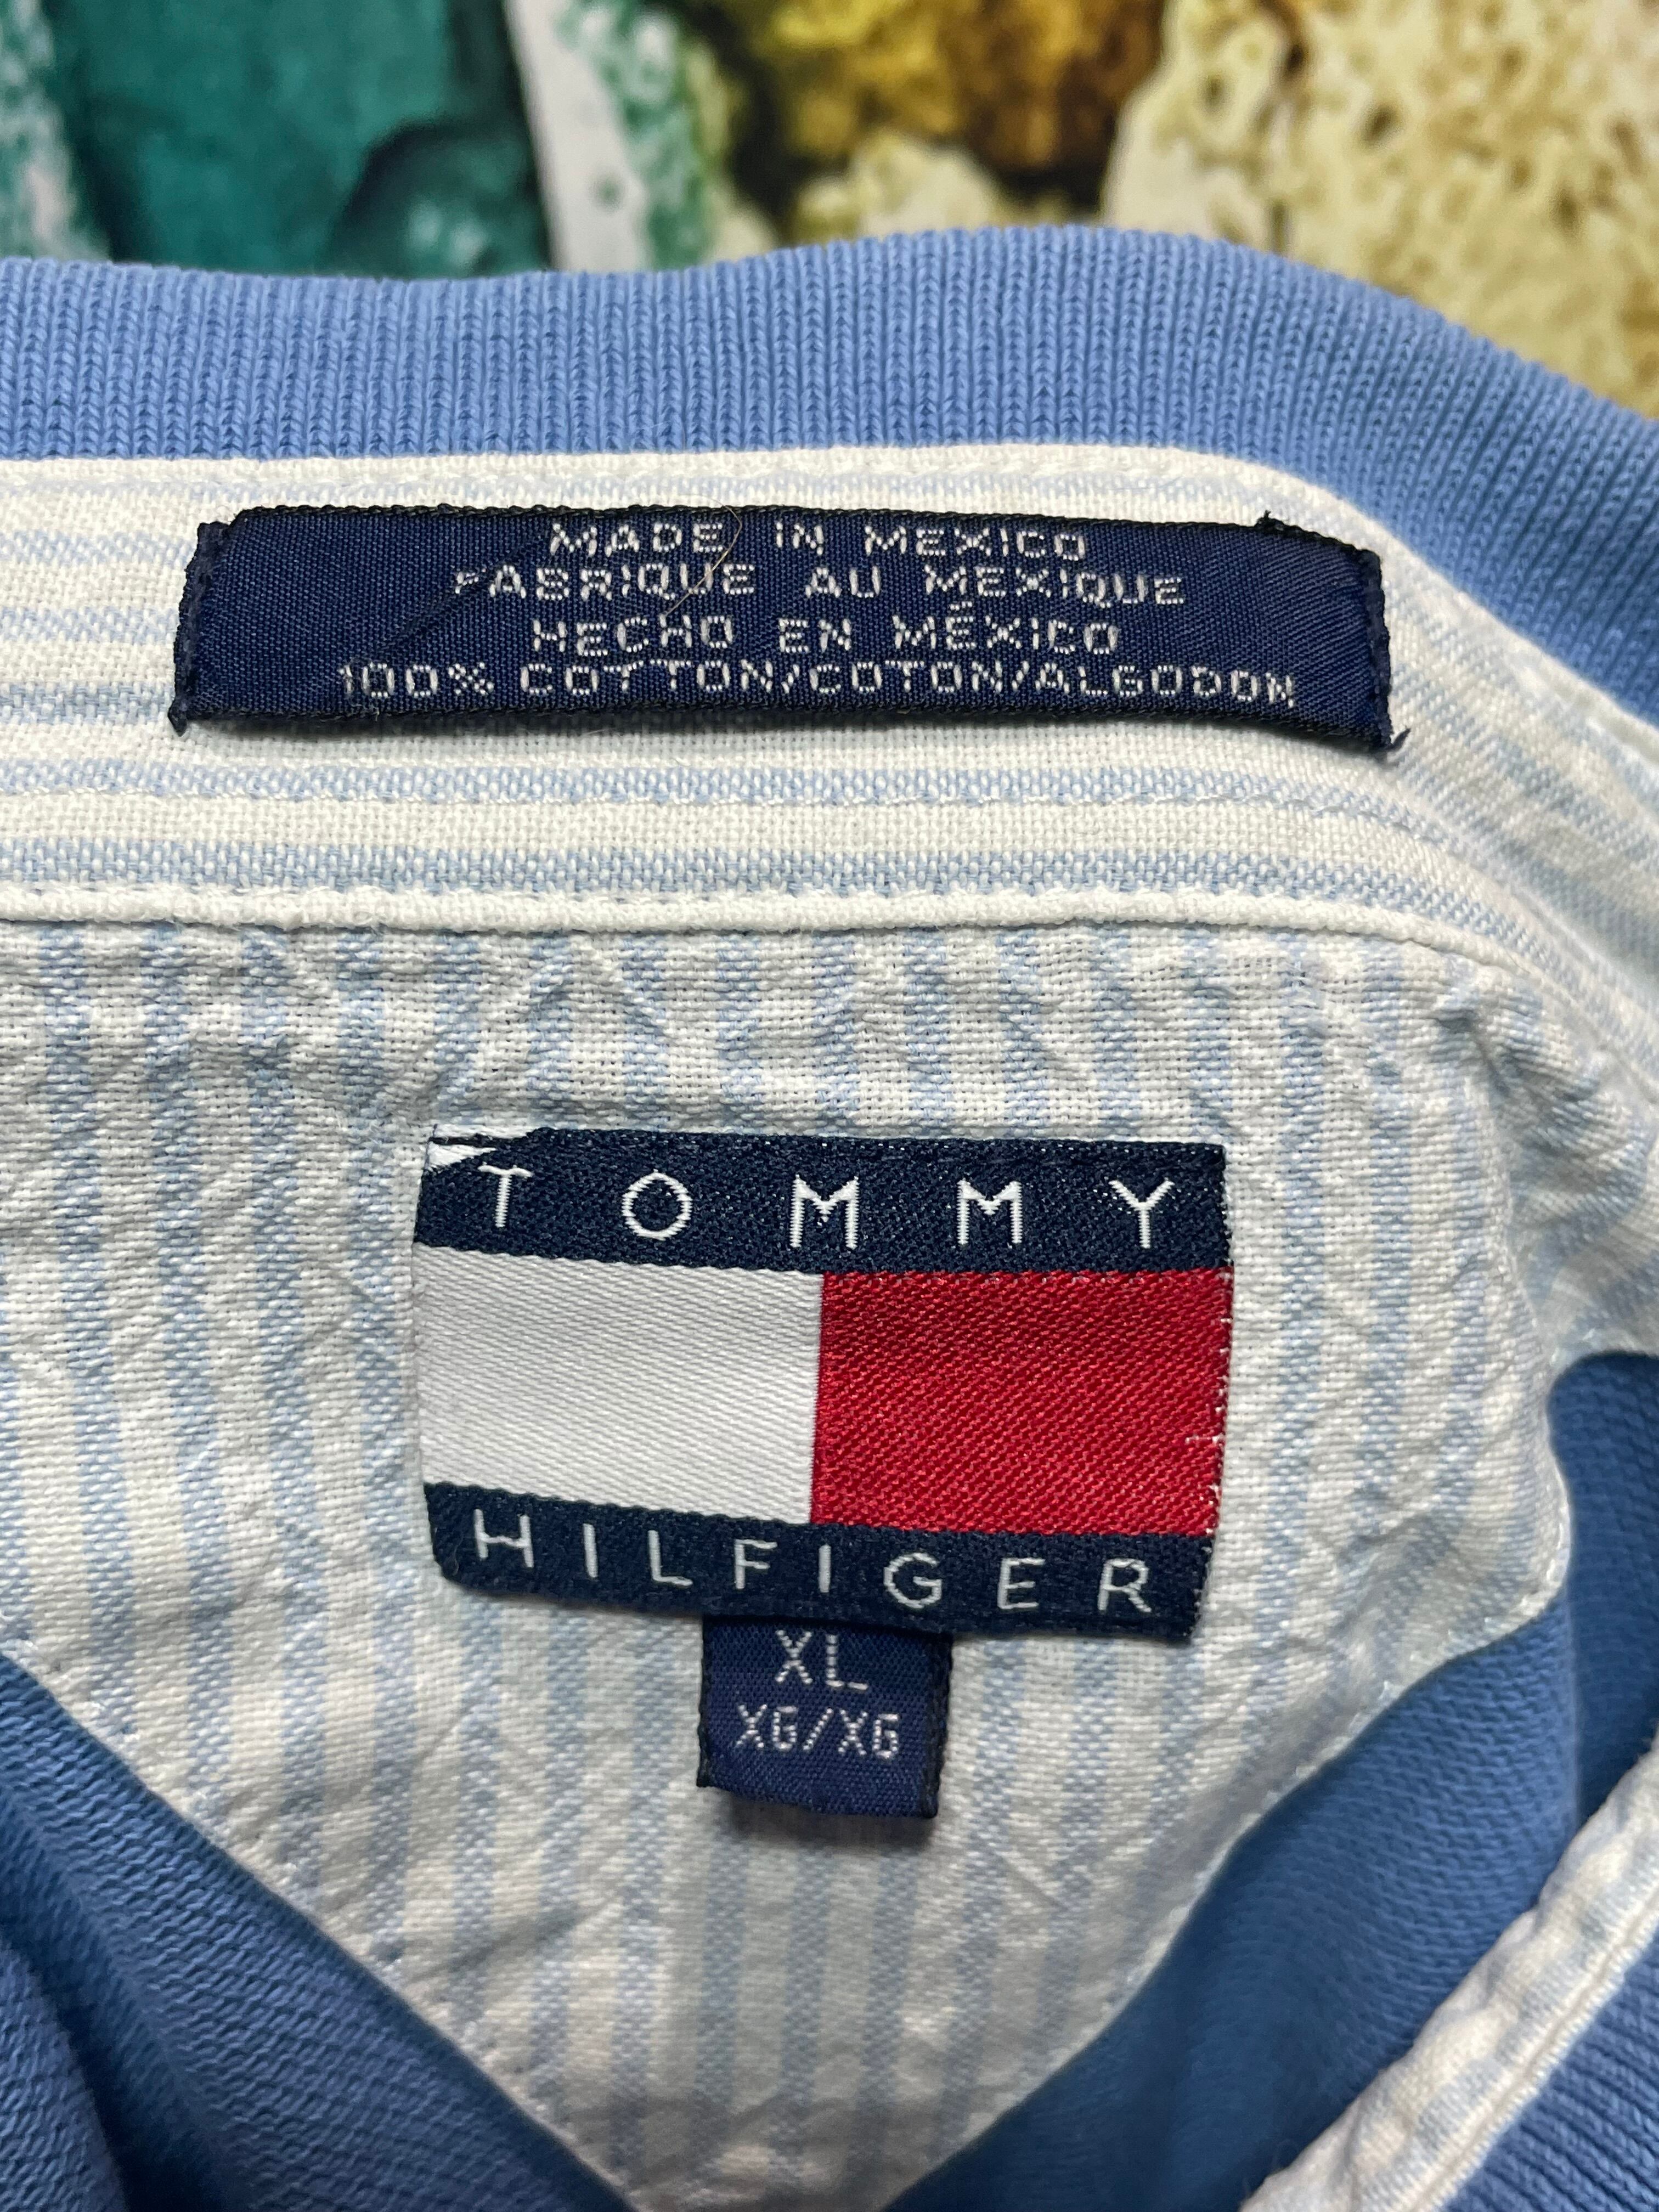 MADE IN MEXICO
FABRIQUE AU MEXIQUE
HECHO EN MÉXICO
100% COTTON/COTON/ALGODON
TOMMY
HILFIGER
XL
XG/XG